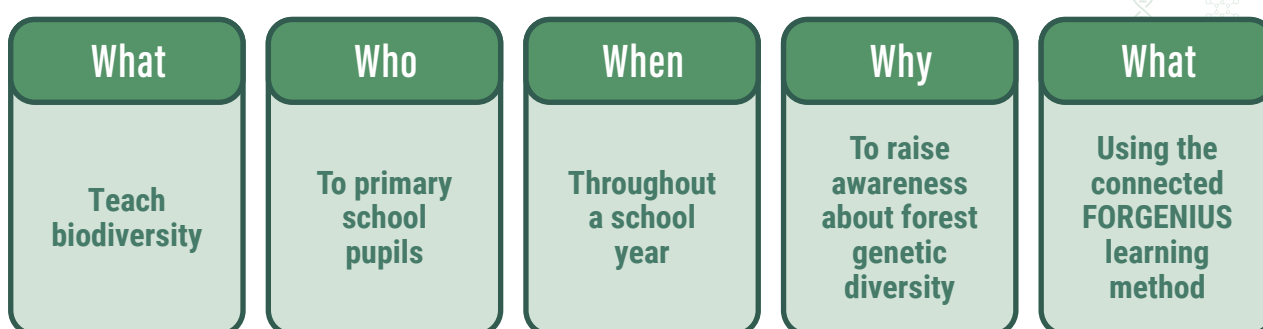 What
Teach
biodiversity
Who
To primary
school
pupils
When
Throughout
a school
year
Why
To raise
awareness
about forest
genetic
diversity
What
Using the
connected
FORGENIUS
learning
method